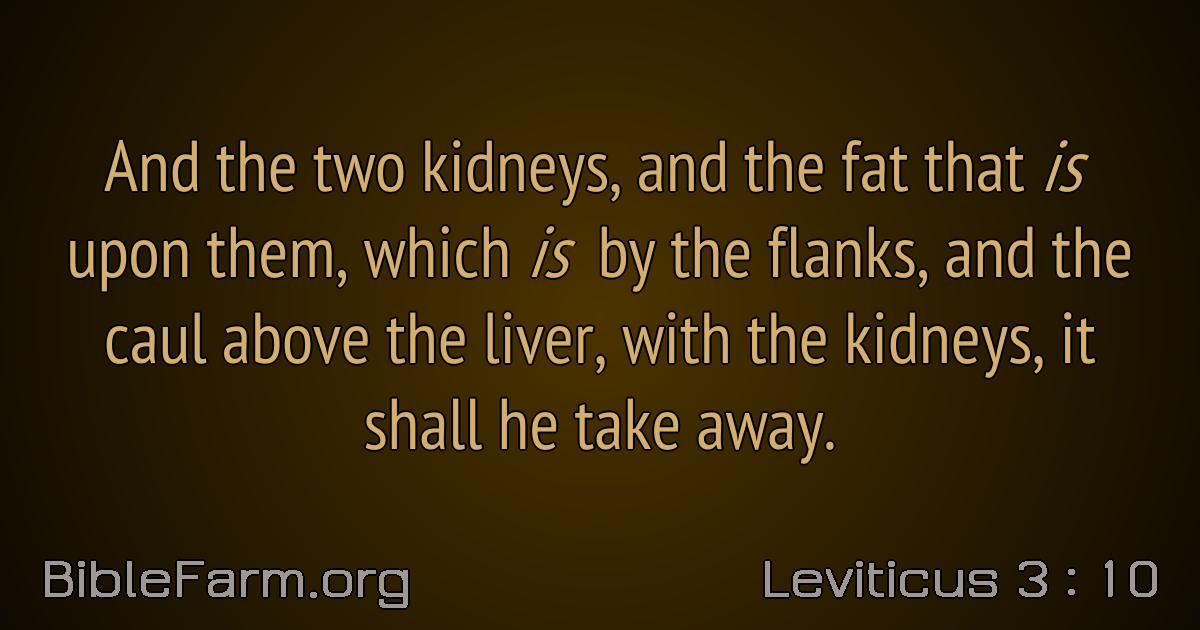 And the two kidneys, and the fat that is
upon them, which is by the flanks, and the
caul above the liver, with the kidneys, it
shall he take away.
BibleFarm.org
Leviticus 3 : 10